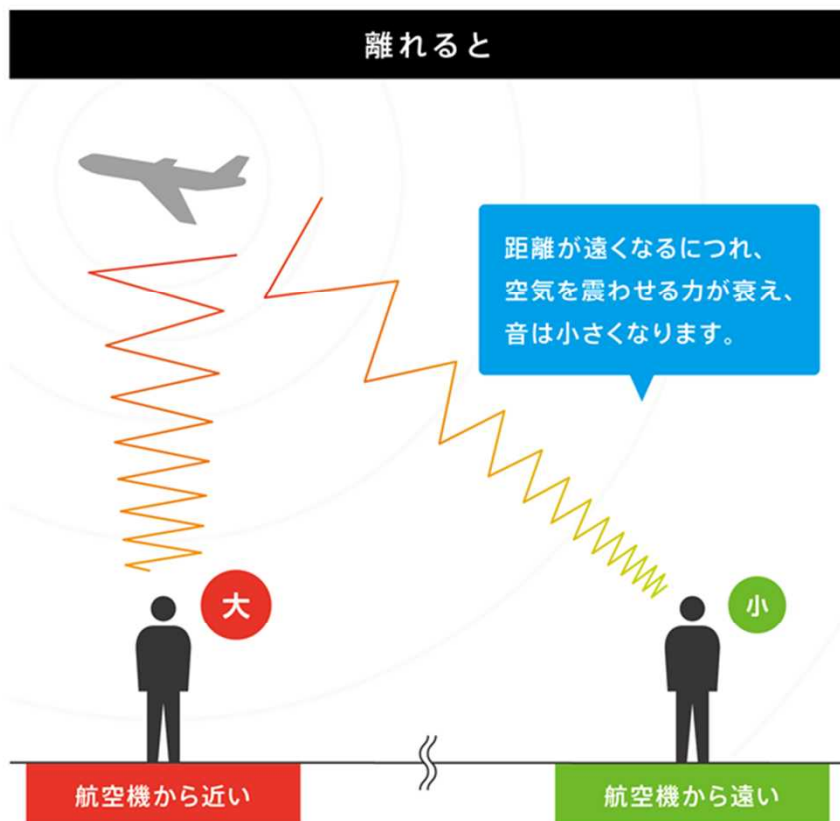 離れると
距離が遠くなるにつれ、
空気を震わせる力が衰え、
音は小さくなります。
大
小
航空機から近い
航空機から遠い